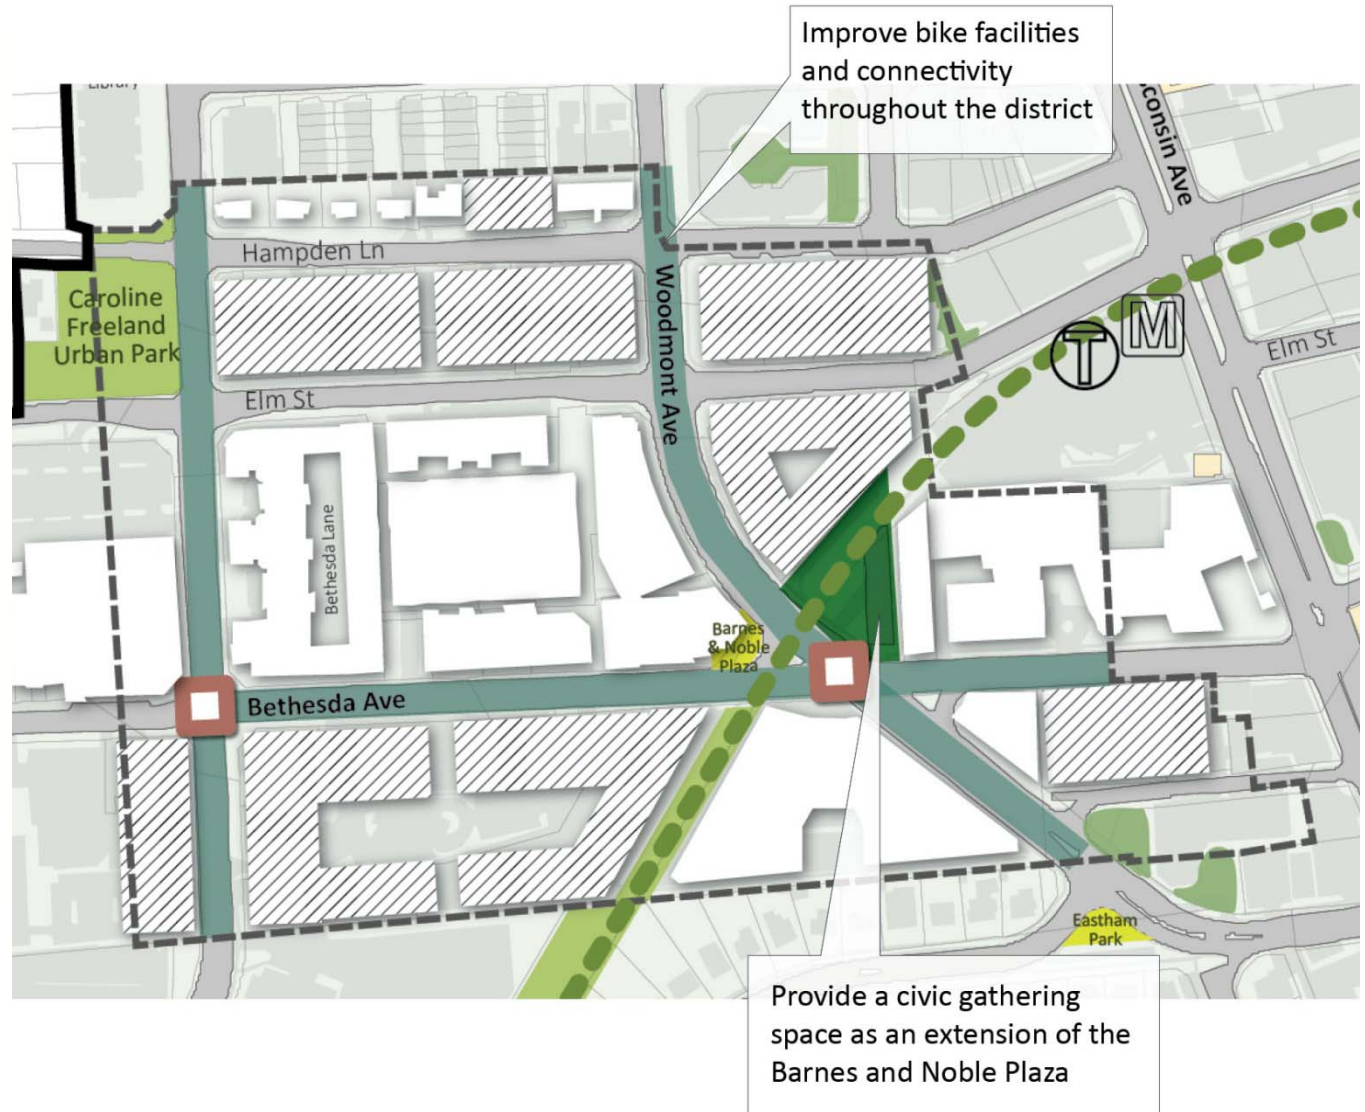 Improve bike facilities
and connectivity
throughout the district
Library
consin Ave
Hampden Ln
Caroline
Freeland
Urban Park
Woodmont Ave
T
M
Elm St
Elm St
Bethesda Lane
Barnes
& Noble
Plaza
Bethesda Ave
Eastham
Park
Provide a civic gathering
space as an extension of the
Barnes and Noble Plaza